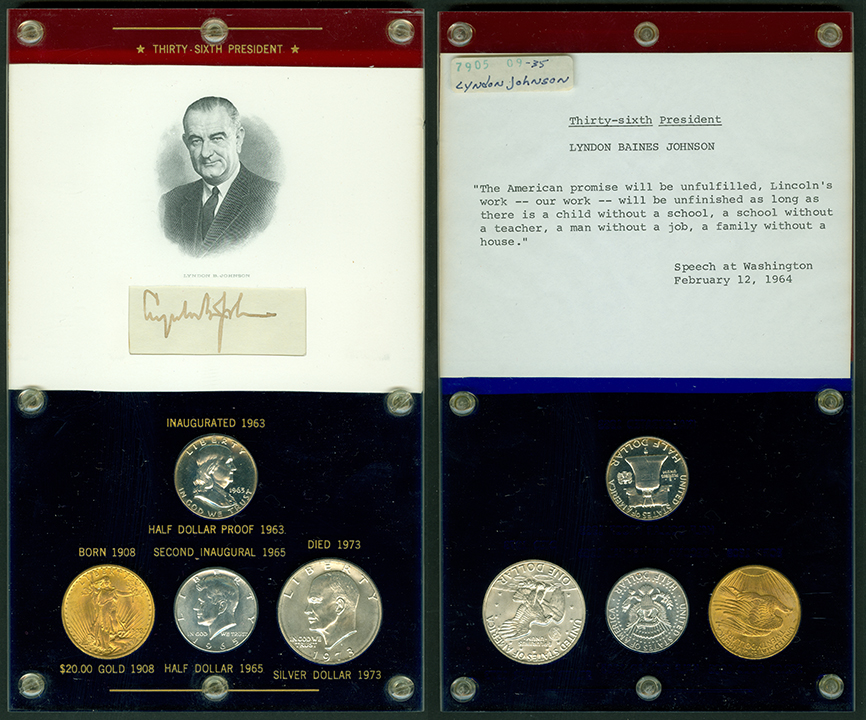 ★ THIRTY-SIXTH PRESIDENT ★
LYNDON B. JOHNSON
Lyndon B Johnson
INAUGURATED 1963
LIBERTY
1963
IN GOD WE TRUST
HALF DOLLAR PROOF 1963
BORN 1908
SECOND INAUGURAL 1965
DIED 1973
LIBERTY
IN GOD WE TRUST
1965
LIBERTY
IN GOD WE
TRUST
1973
$20.00 GOLD 1908
HALF DOLLAR 1965
SILVER DOLLAR 1973
7905 09-35
Lyndon Johnson
Thirty-sixth President
LYNDON BAINES JOHNSON
"The American promise will be unfulfilled, Lincoln's
work -- our work -- will be unfinished as long as
there is a child without a school, a school without
a teacher, a man without a job, a family without a
house."
Speech at Washington
February 12, 1964
UNITED STATES OF AMERICA
HALF DOLLAR
UNITED STATES OF AMERICA
ONE DOLLAR
UNITED STATES OF AMERICA
HALF DOLLAR